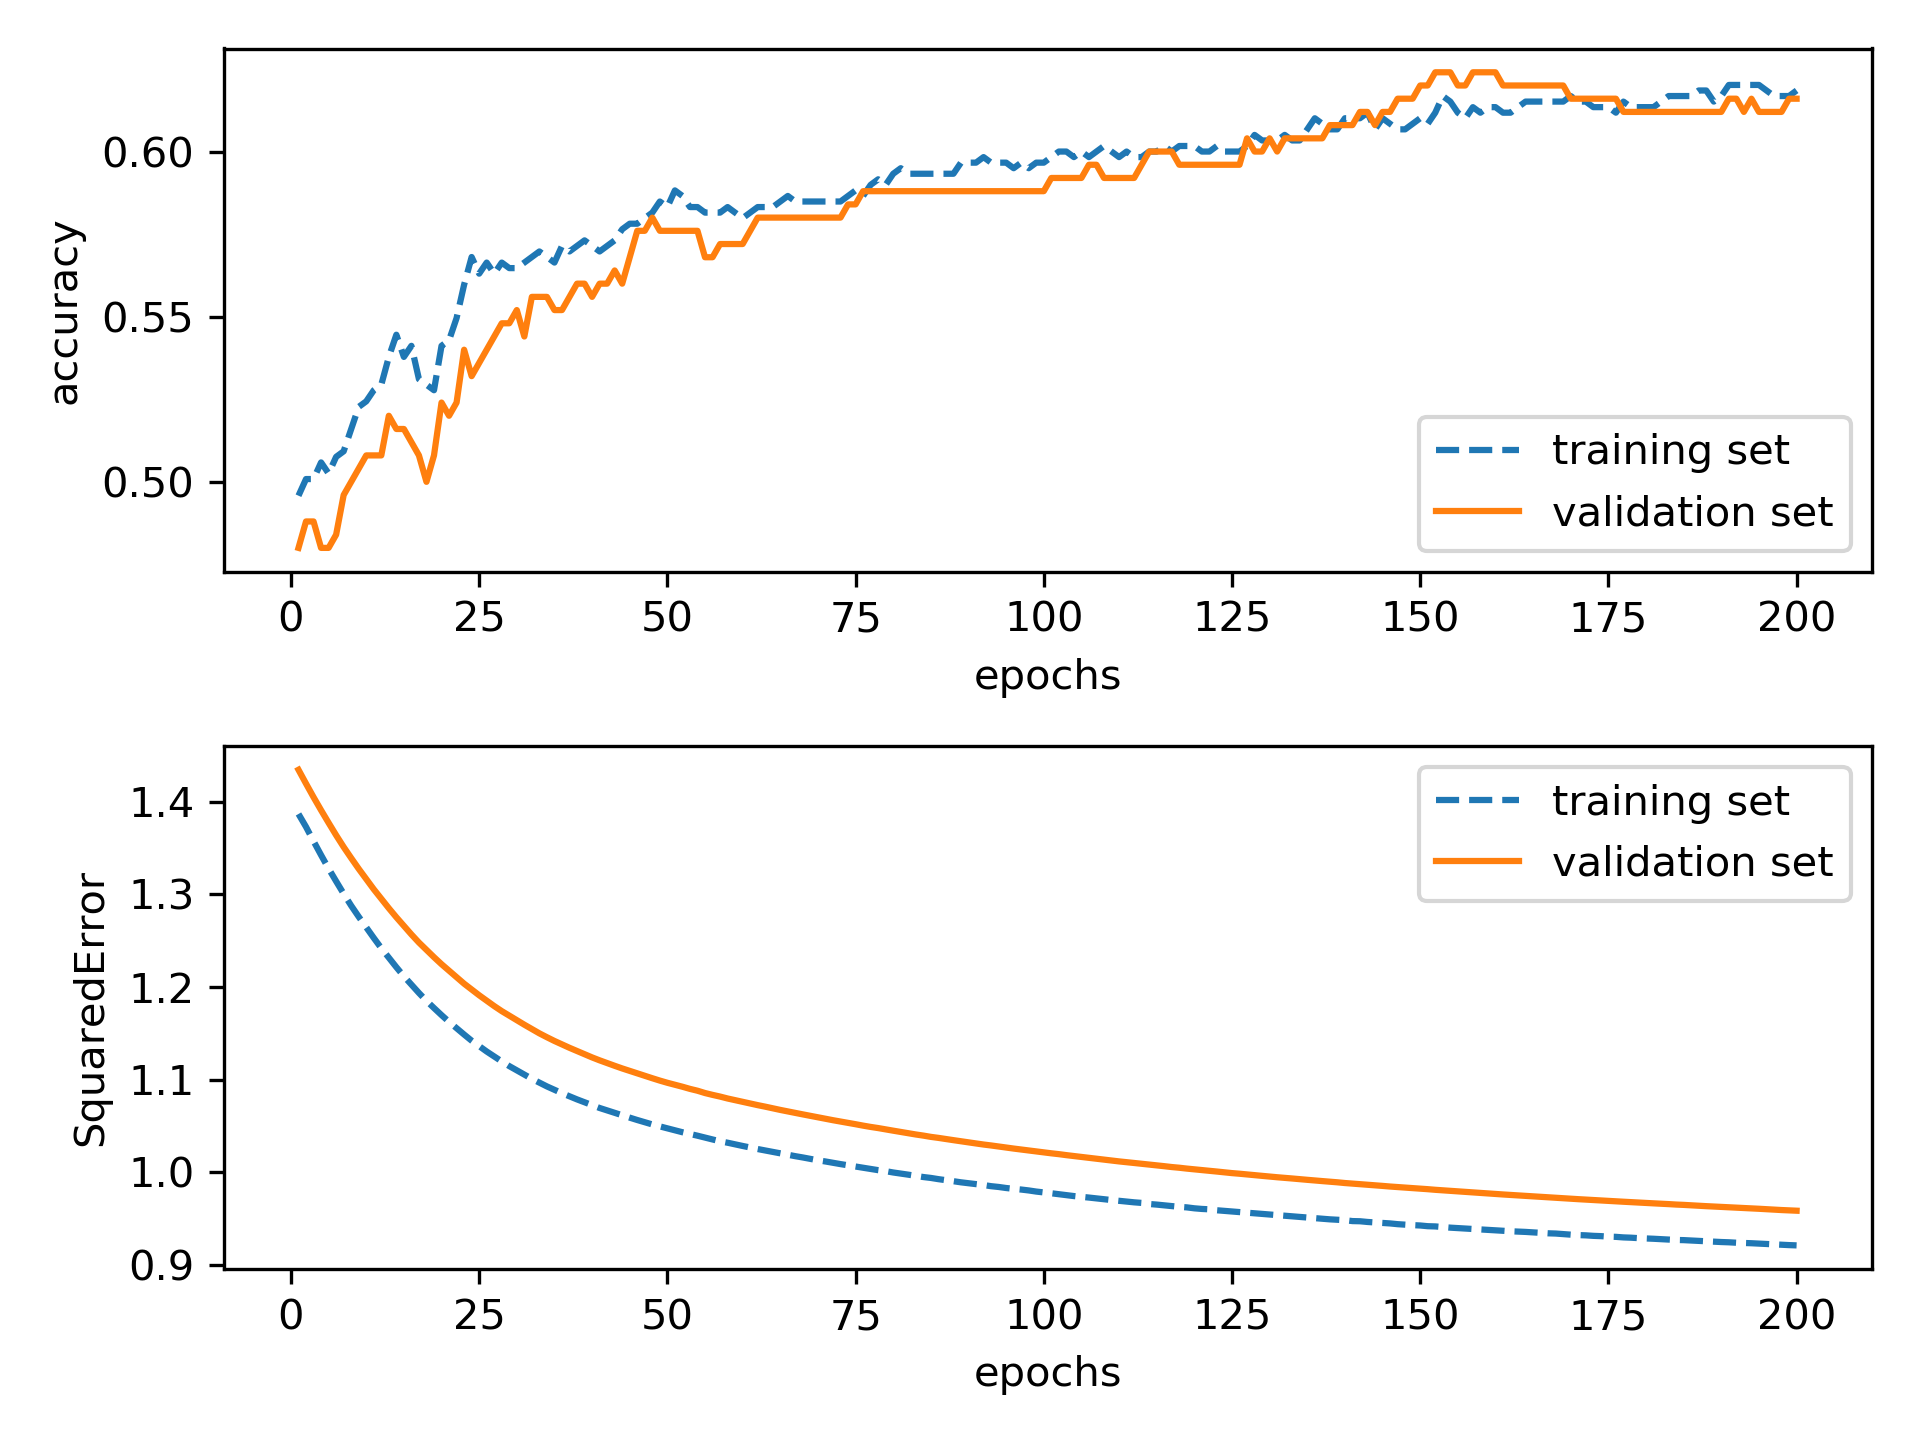 0.60
0.55
0.50
accuracy
training set
validation set
0 25 50 75 100 125 150 175 200
epochs
1.4
1.3
1.2
1.1
1.0
0.9
SquaredError
training set
validation set
0 25 50 75 100 125 150 175 200
epochs